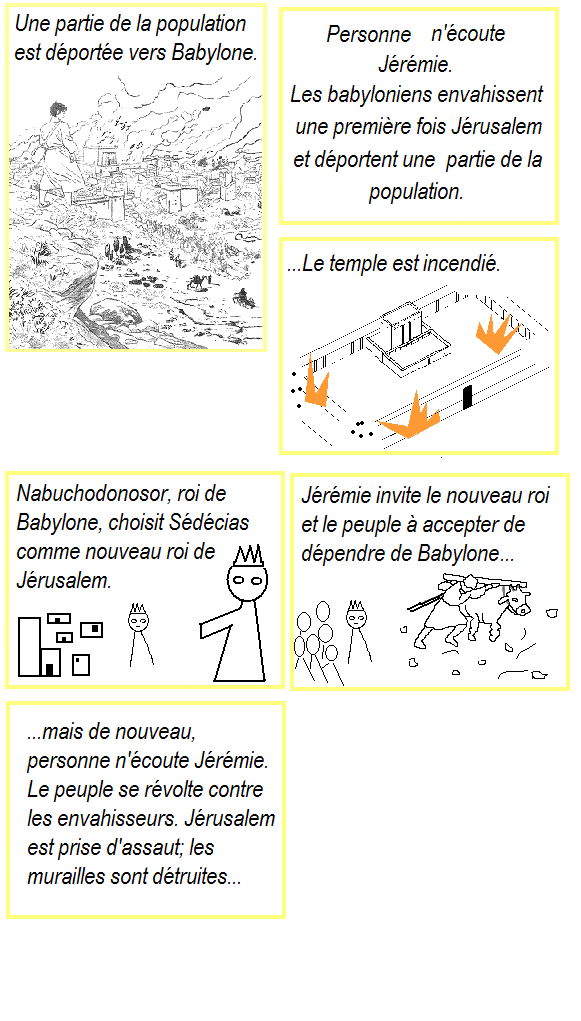 Une partie de la population
est déportée vers Babylone.
Personne n'écoute
Jérémie.
Les babyloniens envahissent
une première fois Jérusalem
et déportent une partie de la
population.
...Le temple est incendié.
Nabuchodonosor, roi de
Babylone, choisit Sédécias
comme nouveau roi de
Jérusalem.
Jérémie invite le nouveau roi
et le peuple à accepter de
dépendre de Babylone...
...mais de nouveau,
personne n'écoute Jérémie.
Le peuple se révolte contre
les envahisseurs. Jérusalem
est prise d'assaut; les
murailles sont détruites...